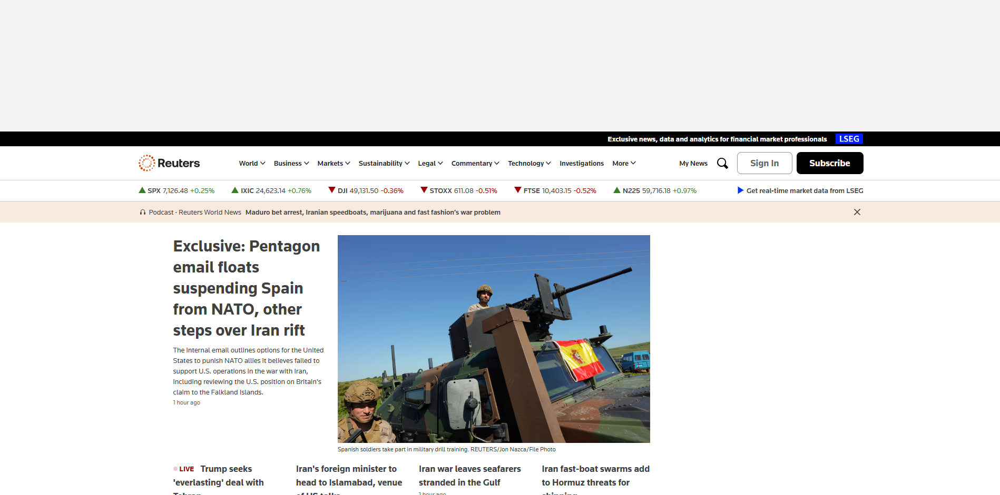 Exclusive news, data and analytics for financial market professionals LSEG
Reuters World Business Markets Sustainability Legal Commentary Technology Investigations More My News Sign In Subscribe
SPX 7,126.48 +0.25% IXIC 24,623.14 +0.76% DJI 49,131.50 -0.36% STOXX 611.08 -0.51% FTSE 10,403.15 -0.52% N225 59,716.18 +0.97% Get real-time market data from LSEG
Podcast · Reuters World News Maduro bet arrest, Iranian speedboats, marijuana and fast fashion’s war problem
Exclusive: Pentagon
email floats
suspending Spain
from NATO, other
steps over Iran rift
The internal email outlines options for the United
States to punish NATO allies it believes failed to
support U.S. operations in the war with Iran,
including reviewing the U.S. position on Britain's
claim to the Falkland Islands.
1 hour ago
Spanish soldiers take part in military drill training. REUTERS/Jon Nazca/File Photo
LIVE Trump seeks
'everlasting' deal with
Tehran
Iran's foreign minister to
head to Islamabad, venue
of US talks
Iran war leaves seafarers
stranded in the Gulf
1 hour ago
Iran fast-boat swarms add
to Hormuz threats for
shipping